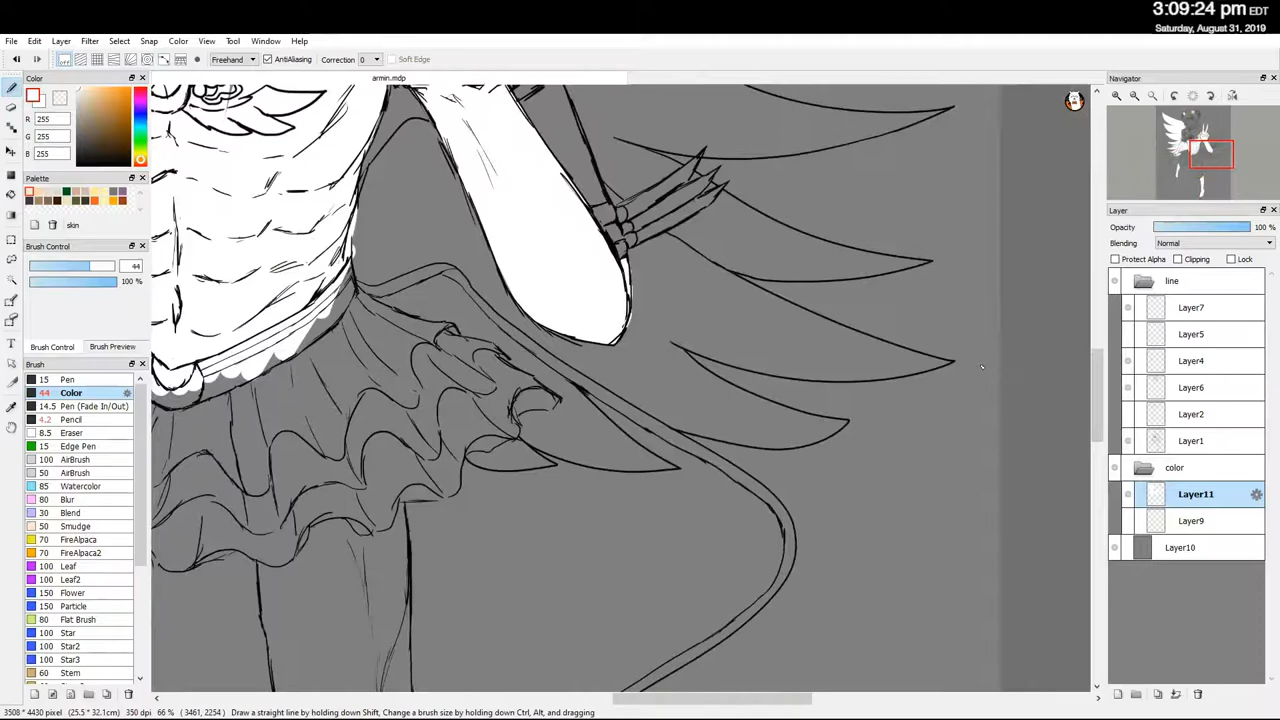 3:09:24 pm EDT
Saturday, August 31, 2019
File Edit Layer Filter Select Snap Color View Tool Window Help
OFF Freehand AntiAliasing Correction 0 Soft Edge
Color
armin.mdp
Navigator
R 255
G 255
B 255
Palette
skin
Layer
Opacity 100 %
Blending Normal
Protect Alpha Clipping Lock
Brush Control
44
100 %
Brush Control Brush Preview
Brush
15 Pen
44 Color
14.5 Pen (Fade In/Out)
4.2 Pencil
8.5 Eraser
15 Edge Pen
100 AirBrush
50 AirBrush
85 Watercolor
80 Blur
30 Blend
50 Smudge
70 FireAlpaca
70 FireAlpaca2
100 Leaf
100 Leaf2
150 Flower
150 Particle
80 Flat Brush
100 Star
100 Star2
100 Star3
60 Stem
line
Layer7
Layer5
Layer4
Layer6
Layer2
Layer1
color
Layer11
Layer9
Layer10
3508 * 4430 pixel (25.5 * 32.1cm) 350 dpi 66 % ( 3461, 2254 ) Draw a straight line by holding down Shift, Change a brush size by holding down Ctrl, Alt, and dragging